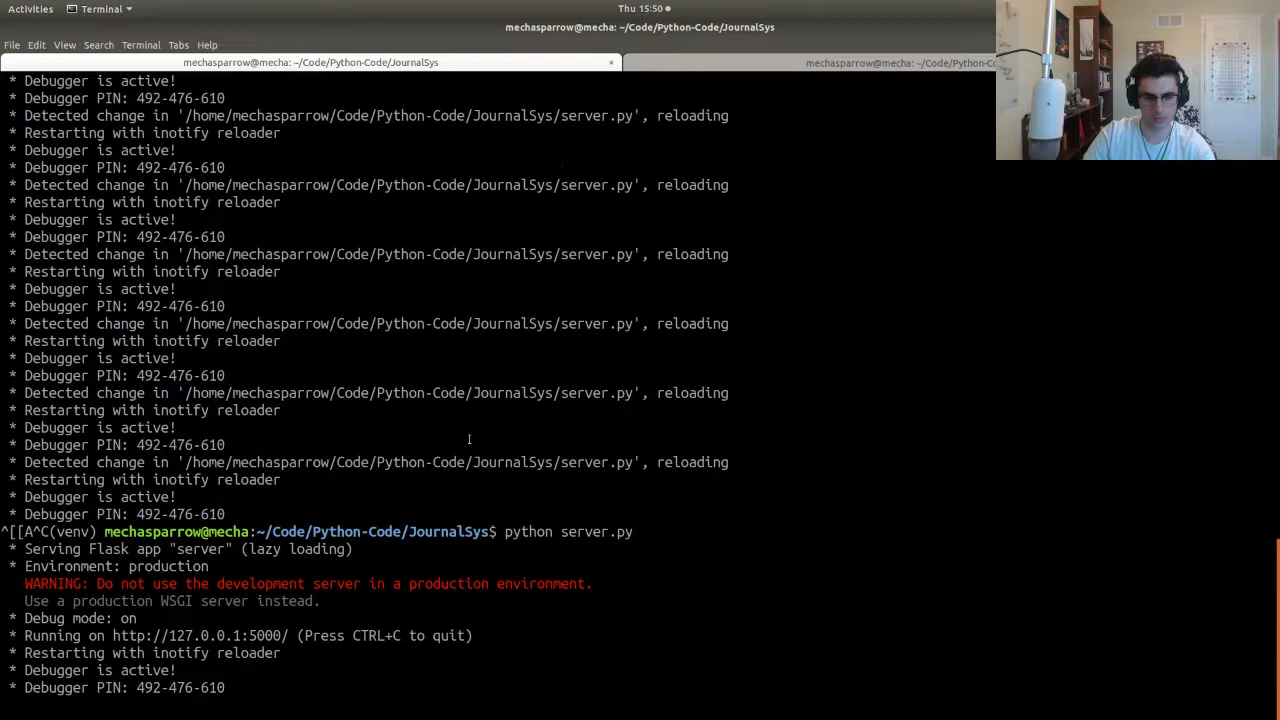 Activities Terminal Thu 15:50
mechasparrow@mecha: ~/Code/Python-Code/JournalSys
File Edit View Search Terminal Tabs Help
mechasparrow@mecha: ~/Code/Python-Code/JournalSys × mechasparrow@mecha: ~/Code/Python-Co
* Debugger is active!
* Debugger PIN: 492-476-610
* Detected change in '/home/mechasparrow/Code/Python-Code/JournalSys/server.py', reloading
* Restarting with inotify reloader
* Debugger is active!
* Debugger PIN: 492-476-610
* Detected change in '/home/mechasparrow/Code/Python-Code/JournalSys/server.py', reloading
* Restarting with inotify reloader
* Debugger is active!
* Debugger PIN: 492-476-610
* Detected change in '/home/mechasparrow/Code/Python-Code/JournalSys/server.py', reloading
* Restarting with inotify reloader
* Debugger is active!
* Debugger PIN: 492-476-610
* Detected change in '/home/mechasparrow/Code/Python-Code/JournalSys/server.py', reloading
* Restarting with inotify reloader
* Debugger is active!
* Debugger PIN: 492-476-610
* Detected change in '/home/mechasparrow/Code/Python-Code/JournalSys/server.py', reloading
* Restarting with inotify reloader
* Debugger is active!
* Debugger PIN: 492-476-610
* Detected change in '/home/mechasparrow/Code/Python-Code/JournalSys/server.py', reloading
* Restarting with inotify reloader
* Debugger is active!
* Debugger PIN: 492-476-610
^[[A^C(venv) mechasparrow@mecha:~/Code/Python-Code/JournalSys$ python server.py
* Serving Flask app "server" (lazy loading)
* Environment: production
WARNING: Do not use the development server in a production environment.
Use a production WSGI server instead.
* Debug mode: on
* Running on http://127.0.0.1:5000/ (Press CTRL+C to quit)
* Restarting with inotify reloader
* Debugger is active!
* Debugger PIN: 492-476-610